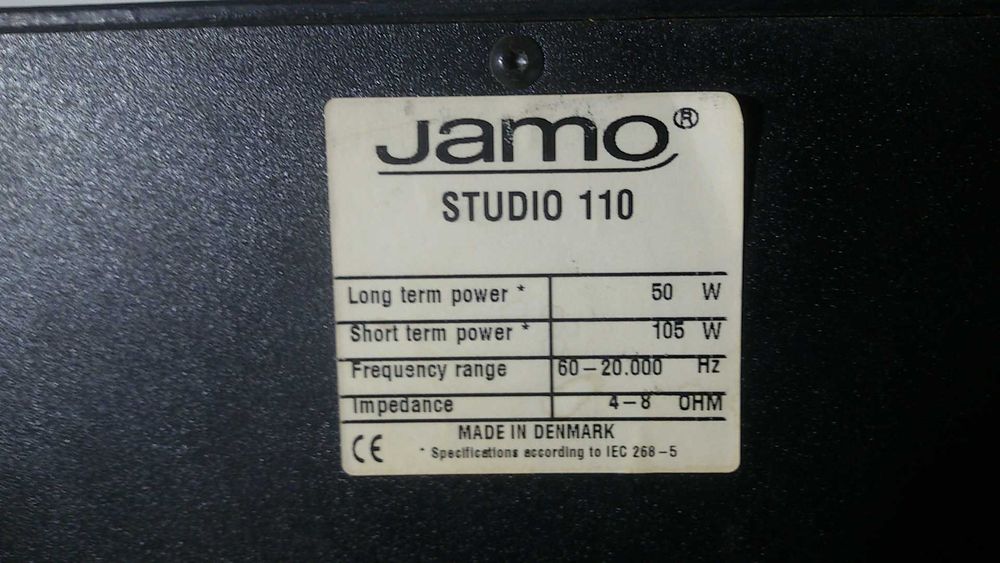 Jamo®
STUDIO 110
Long term power * 50 W
Short term power * 105 W
Frequency range 60-20.000 Hz
Impedance 4-8 OHM
MADE IN DENMARK
CE * Specifications according to IEC 268-5